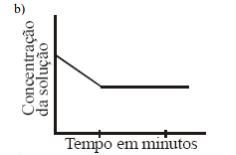 b)
Concentração
da solução
Tempo em minutos